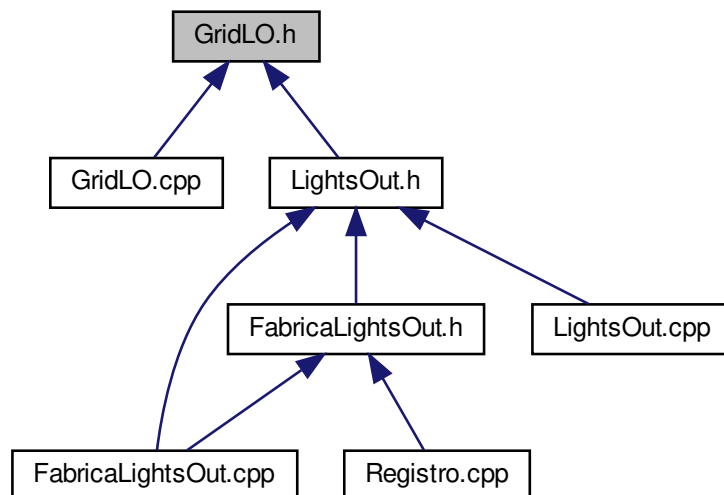 GridLO.h
GridLO.cpp
LightsOut.h
FabricaLightsOut.h
LightsOut.cpp
FabricaLightsOut.cpp
Registro.cpp